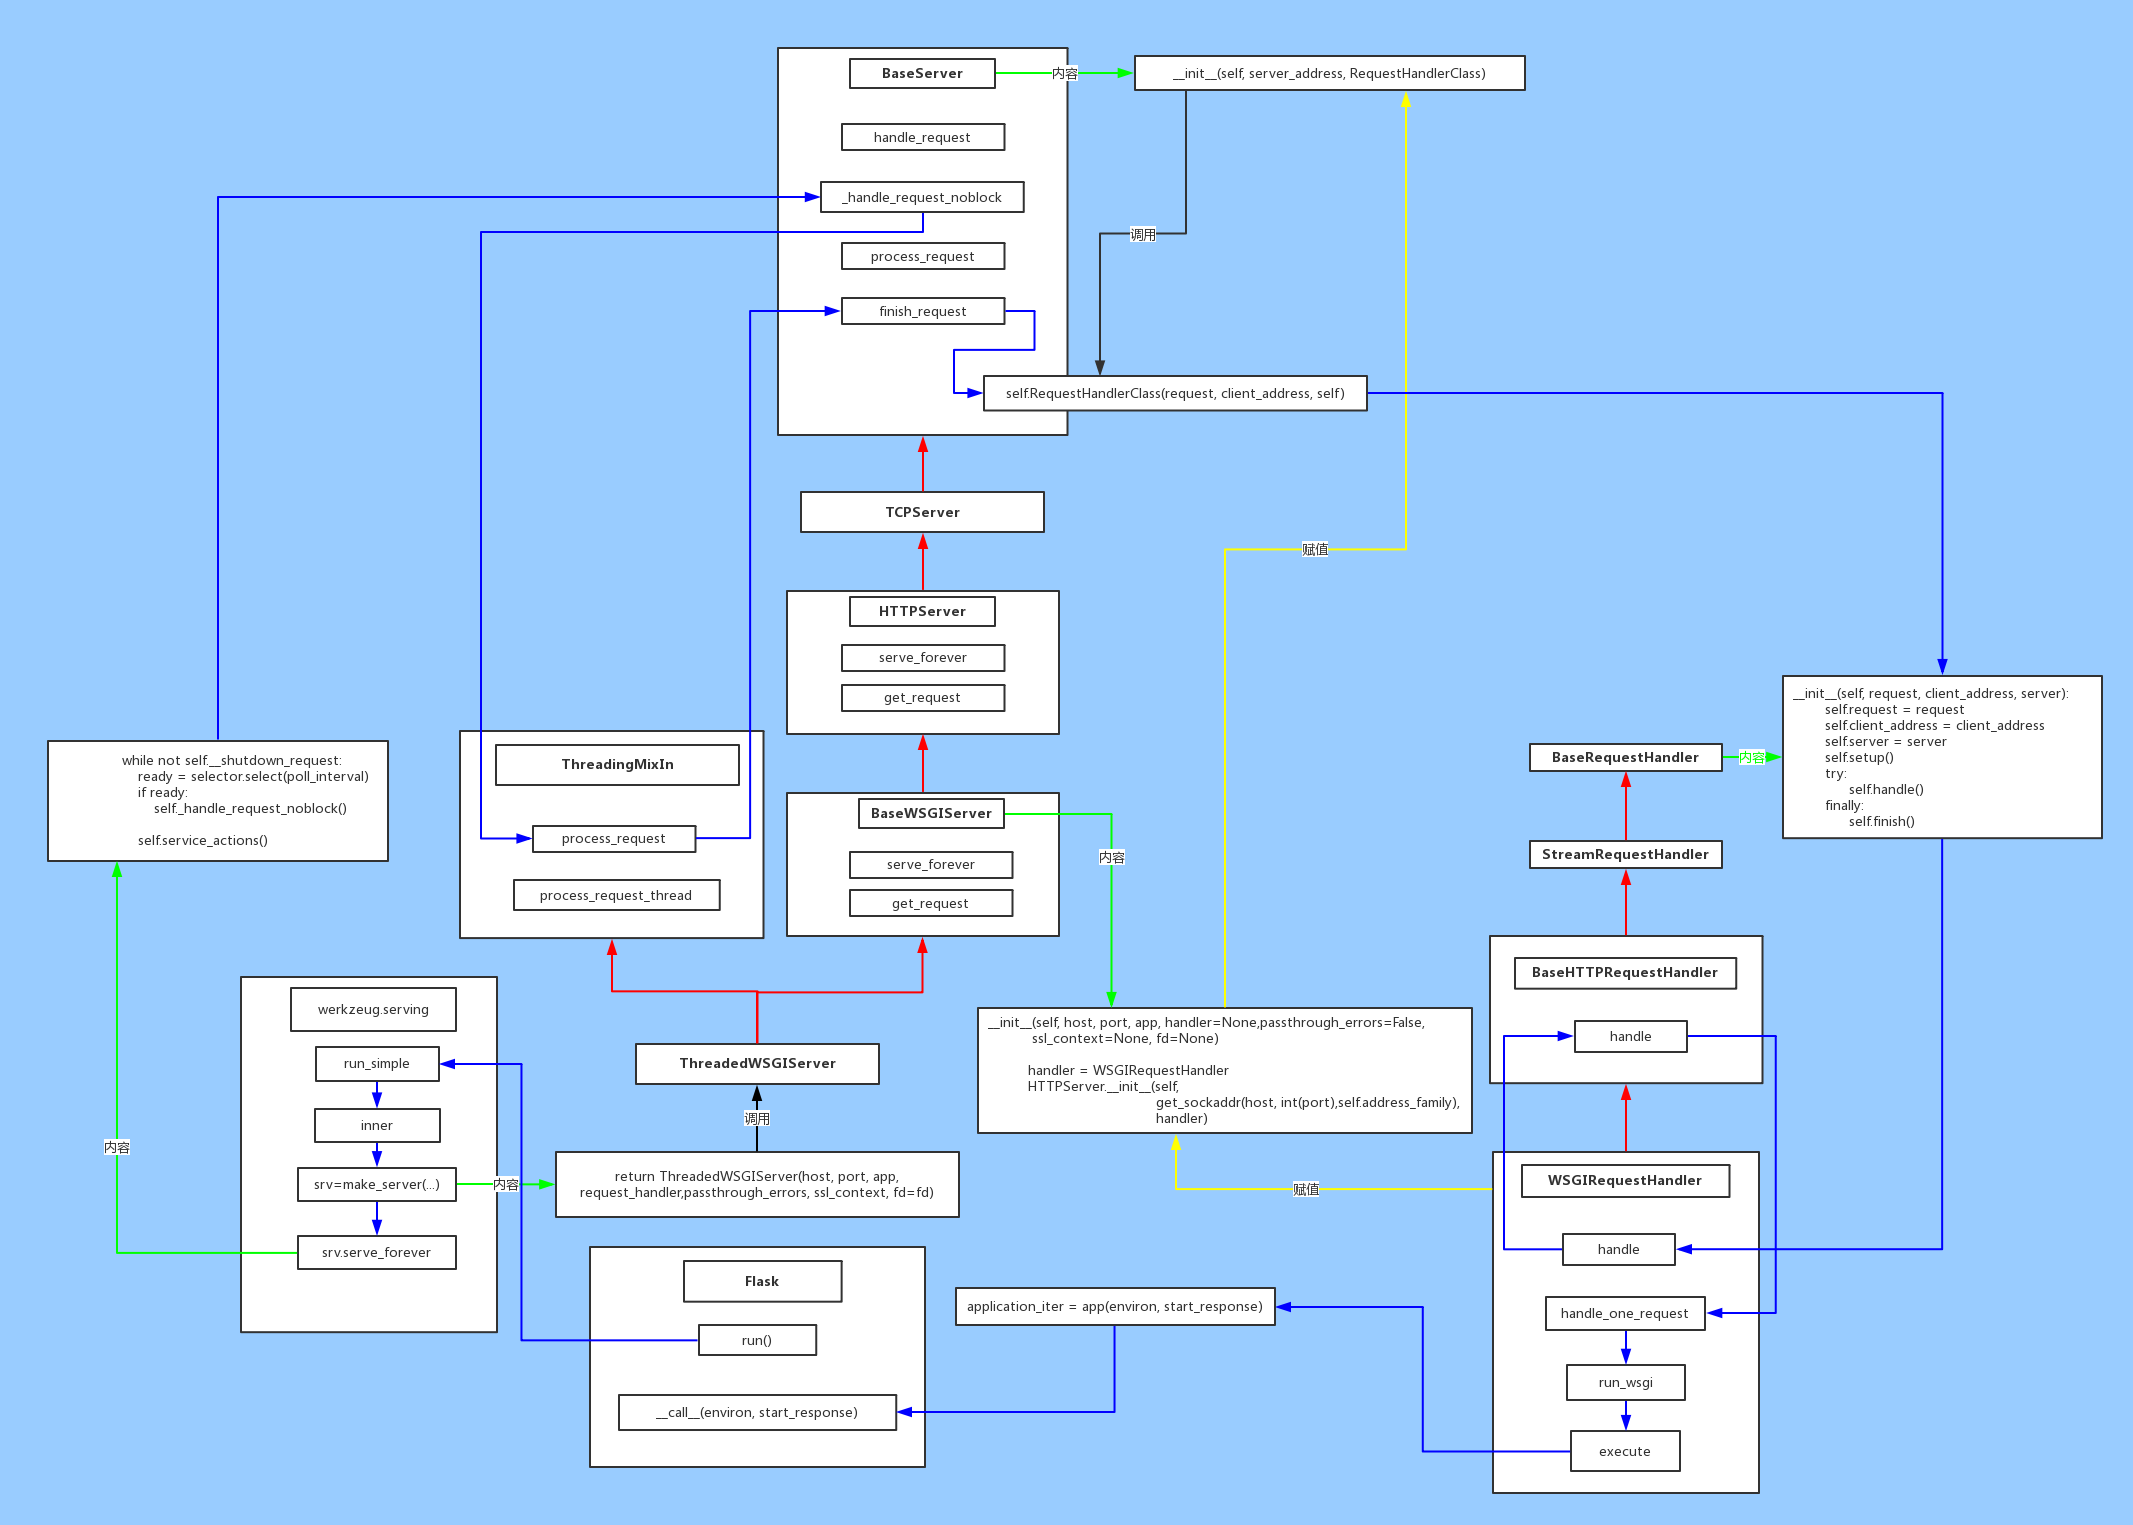 BaseServer
内容
__init__(self, server_address, RequestHandlerClass)
handle_request
_handle_request_noblock
process_request
调用
finish_request
self.RequestHandlerClass(request, client_address, self)
TCPServer
赋值
HTTPServer
serve_forever
get_request
while not self.__shutdown_request:
ready = selector.select(poll_interval)
if ready:
self._handle_request_noblock()
self.service_actions()
ThreadingMixIn
process_request
process_request_thread
BaseWSGIServer
serve_forever
get_request
内容
BaseRequestHandler
内容
__init__(self, request, client_address, server):
self.request = request
self.client_address = client_address
self.server = server
self.setup()
try:
self.handle()
finally:
self.finish()
StreamRequestHandler
BaseHTTPRequestHandler
handle
werkzeug.serving
run_simple
inner
srv=make_server(...)
srv.serve_forever
内容
内容
ThreadedWSGIServer
调用
return ThreadedWSGIServer(host, port, app,
request_handler,passthrough_errors, ssl_context, fd=fd)
__init__(self, host, port, app, handler=None,passthrough_errors=False,
ssl_context=None, fd=None)
handler = WSGIRequestHandler
HTTPServer.__init__(self,
get_sockaddr(host, int(port),self.address_family),
handler)
赋值
WSGIRequestHandler
handle
handle_one_request
run_wsgi
execute
Flask
run()
__call__(environ, start_response)
application_iter = app(environ, start_response)